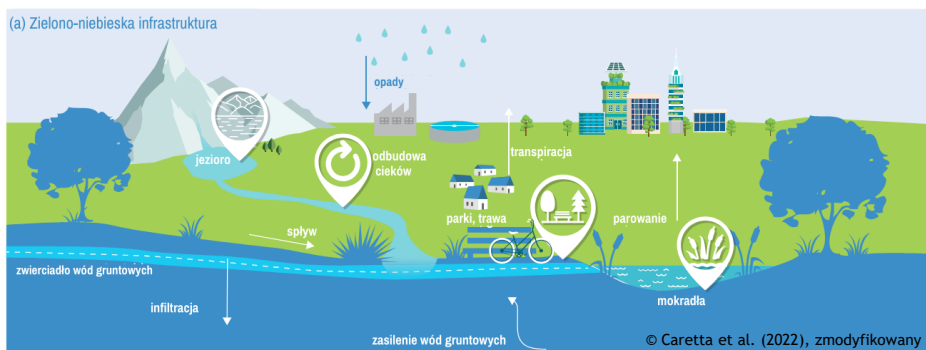 (a) Zielono-niebieska infrastruktura
opady
jezioro
odbudowa
cieków
transpiracja
parki, trawa
parowanie
spływ
zwierciadło wód gruntowych
mokradła
infiltracja
zasilenie wód gruntowych
© Caretta et al. (2022), zmodyfikowany